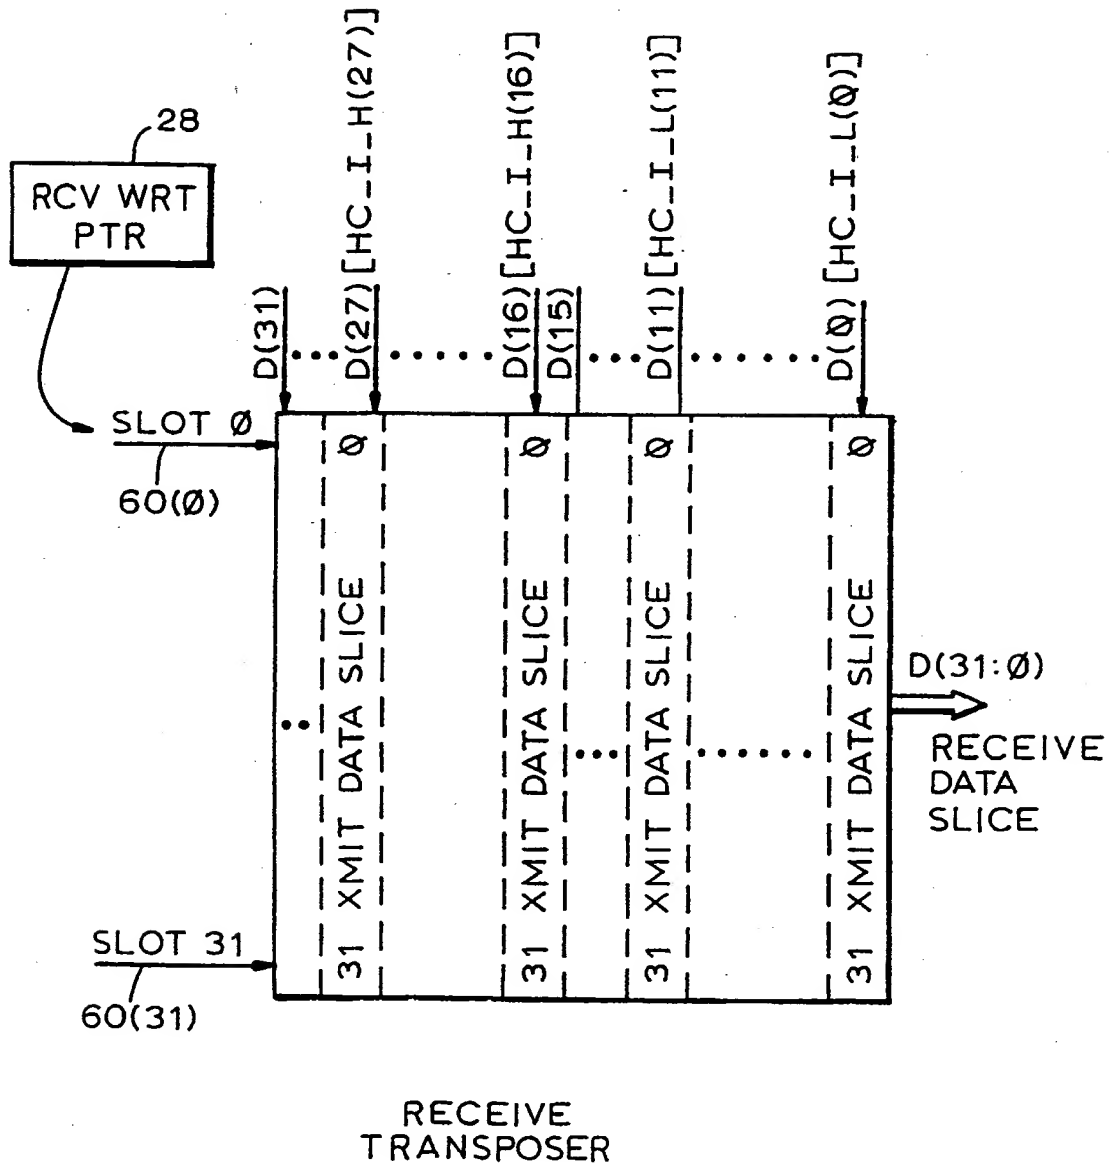 28
RCV WRT
PTR
D(31)
D(27)[HC_I_H(27)]
D(16)[HC_I_H(16)]
D(15)
D(11)[HC_I_L(11)]
D(Ø)[HC_I_L(Ø)]
SLOT Ø
60(Ø)
31 XMIT DATA SLICE Ø
31 XMIT DATA SLICE Ø
31 XMIT DATA SLICE Ø
31 XMIT DATA SLICE Ø
D(31:Ø)
RECEIVE
DATA
SLICE
SLOT 31
60(31)
RECEIVE
TRANSPOSER